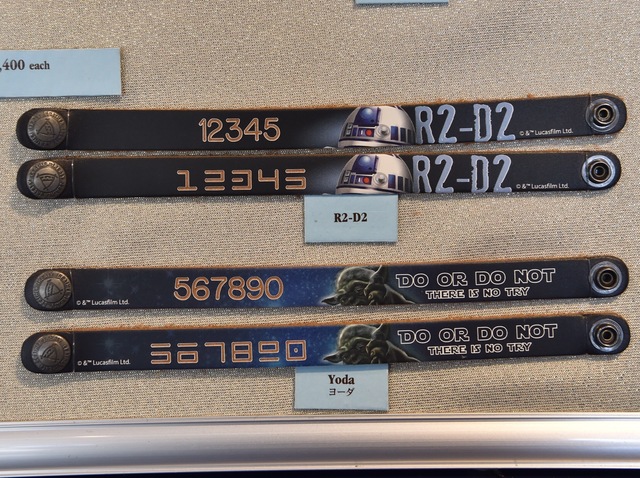 ,400 each
12345
R2-D2
©&™ Lucasfilm Ltd.
12345
R2-D2
©&™ Lucasfilm Ltd.
R2-D2
©&™ Lucasfilm Ltd.
567890
DO OR DO NOT
THERE IS NO TRY
©&™ Lucasfilm Ltd.
567890
DO OR DO NOT
THERE IS NO TRY
Yoda
ヨーダ